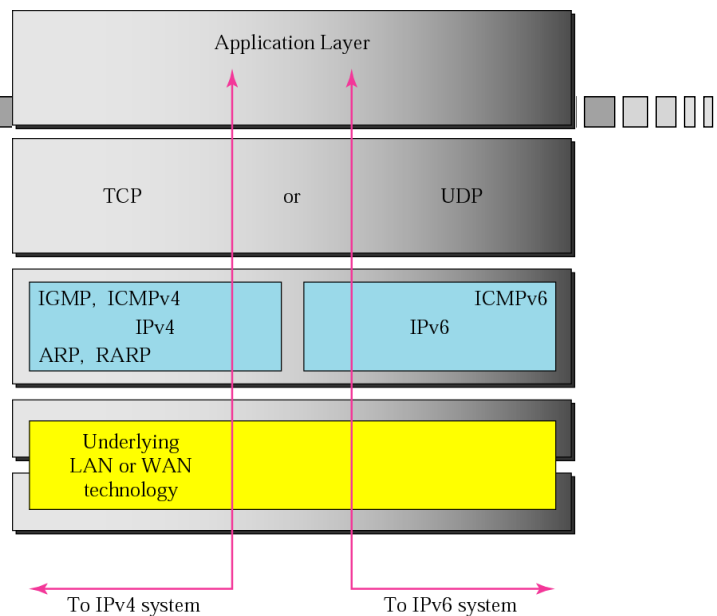 Application Layer
TCP or UDP
IGMP, ICMPv4
IPv4
ARP, RARP
ICMPv6
IPv6
Underlying
LAN or WAN
technology
To IPv4 system
To IPv6 system